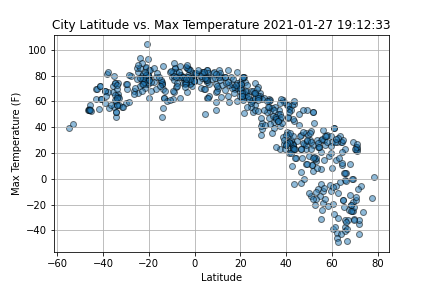 City Latitude vs. Max Temperature 2021-01-27 19:12:33
100
80
60
40
20
0
−20
−40
Max Temperature (F)
−60 −40 −20 0 20 40 60 80
Latitude